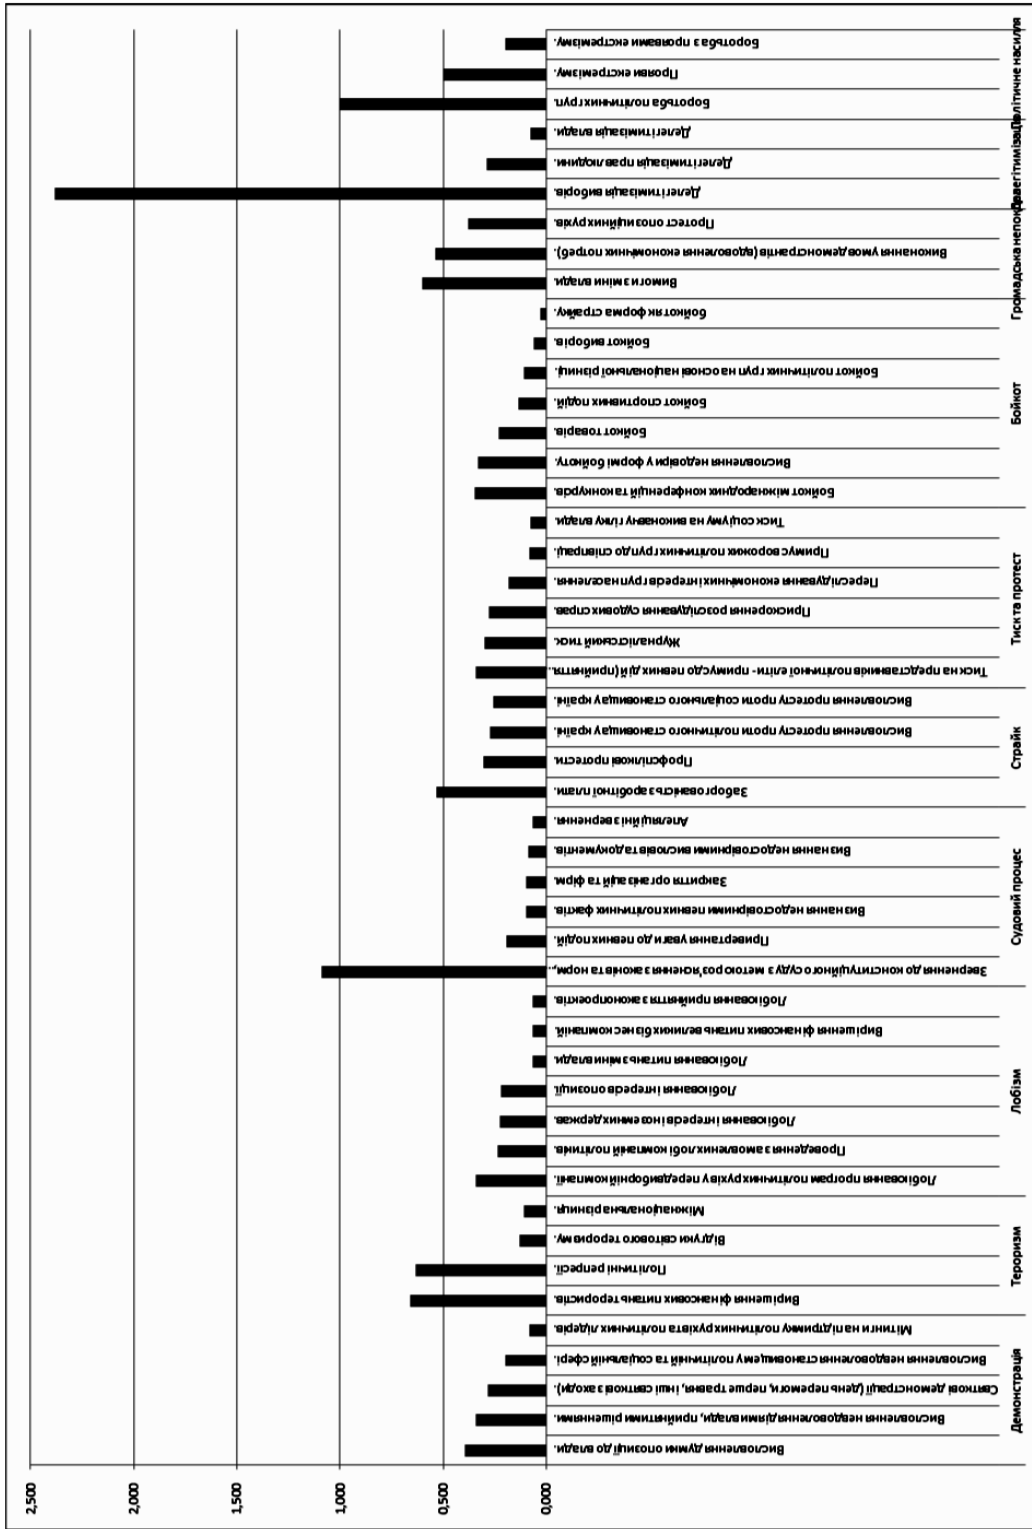 2,500
2,000
1,500
1,000
0,500
0,000
Висловлення думки опозиції до влади.
Висловлення невдоволення діями влади, прийнятими рішеннями.
Святкові демонстрації (день перемоги, перше травня, інші святкові заходи).
Висловлення невдоволення становищем у політичній та соціальній сфері.
Мітинги на підтримку політичних рухів та політичних лідерів.
Демонстрація
Вирішення фінансових питань терористів.
Політичні репресії.
Відгуки світового тероризму.
Міжнаціональна різниця.
Тероризм
Лобіювання програм політичних рухів у передвиборній компанії.
Проведення замовлених лобі компаній політиків.
Лобіювання інтересів іноземних держав.
Лобіювання інтересів опозиції.
Лобіювання питань зміни влади.
Вирішення фінансових питань великих бізнес компаній.
Лобіювання прийняття законопроектів.
Лобізм
Звернення до конституційного суду з метою роз'яснення законів та норм,..
Привертання уваги до певних подій.
Визнання недостовірними певних політичних фактів.
Закриття організацій та фірм.
Визнання недостовірними висловів та документів.
Апеляційні звернення.
Судовий процес
Заборгованість заробітної плати.
Профспілкові протести.
Висловлення протесту проти політичного становища у країні.
Висловлення протесту проти соціального становища у країні.
Страйк
Тиск на представників політичної еліти - примус до певних дій (прийняття..
Журналістський тиск.
Прискорення розслідування судових справ.
Переслідування економічних інтересів груп населення.
Примус ворожих політичних груп до співпраці.
Тиск соціуму на виконавчу гілку влади.
Тиск та протест
Бойкот міжнародних конференцій та конкурсів.
Висловлення недовіри у формі бойкоту.
Бойкот товарів.
Бойкот спортивних подій.
Бойкот політичних груп на основі національної різниці.
Бойкот виборів.
бойкот як форма страйку.
Бойкот
Вимоги зміни влади.
Виконання умов демонстрантів (вдоволення економічних потреб).
Протест опозиційних рухів.
Громадська непокора
Делегітимізація виборів.
Делегітимізація прав людини.
Делегітимізація влади.
Делегітимізація
Боротьба політичних груп.
Прояви екстремізму.
Боротьба з проявами екстремізму.
Політичне насилля